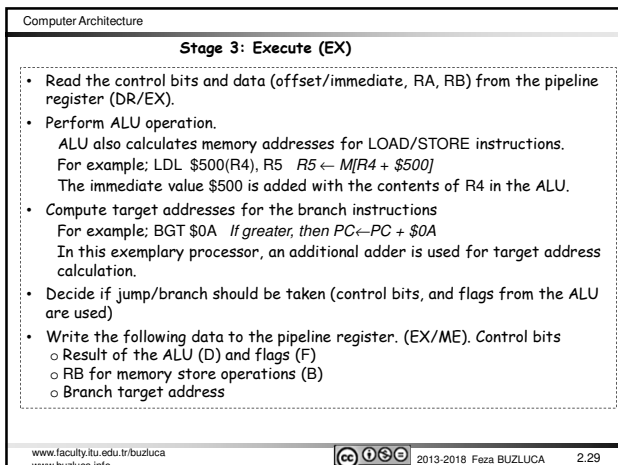 Computer Architecture
Stage 3: Execute (EX)
• Read the control bits and data (offset/immediate, RA, RB) from the pipeline
register (DR/EX).
• Perform ALU operation.
ALU also calculates memory addresses for LOAD/STORE instructions.
For example; LDL $500(R4), R5 R5 ← M[R4 + $500]
The immediate value $500 is added with the contents of R4 in the ALU.
• Compute target addresses for the branch instructions
For example; BGT $0A If greater, then PC←PC + $0A
In this exemplary processor, an additional adder is used for target address
calculation.
• Decide if jump/branch should be taken (control bits, and flags from the ALU
are used)
• Write the following data to the pipeline register. (EX/ME). Control bits
o Result of the ALU (D) and flags (F)
o RB for memory store operations (B)
o Branch target address
www.faculty.itu.edu.tr/buzluca
www.buzluca.info
cc 2013-2018 Feza BUZLUCA 2.29